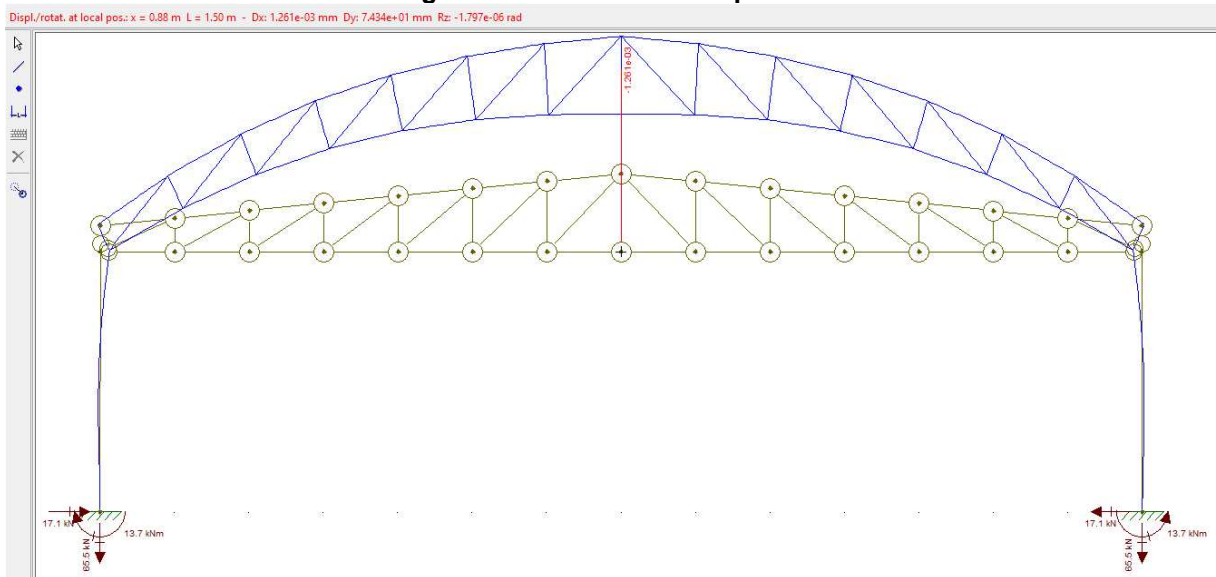 Displ./rotat. at local pos.: x = 0.88 m L = 1.50 m - Dx: 1.261e-03 mm Dy: 7.434e+01 mm Rz: -1.797e-06 rad
-1.261e-03
17.1 kN
13.7 kNm
65.5 kN
17.1 kN
13.7 kNm
65.5 kN